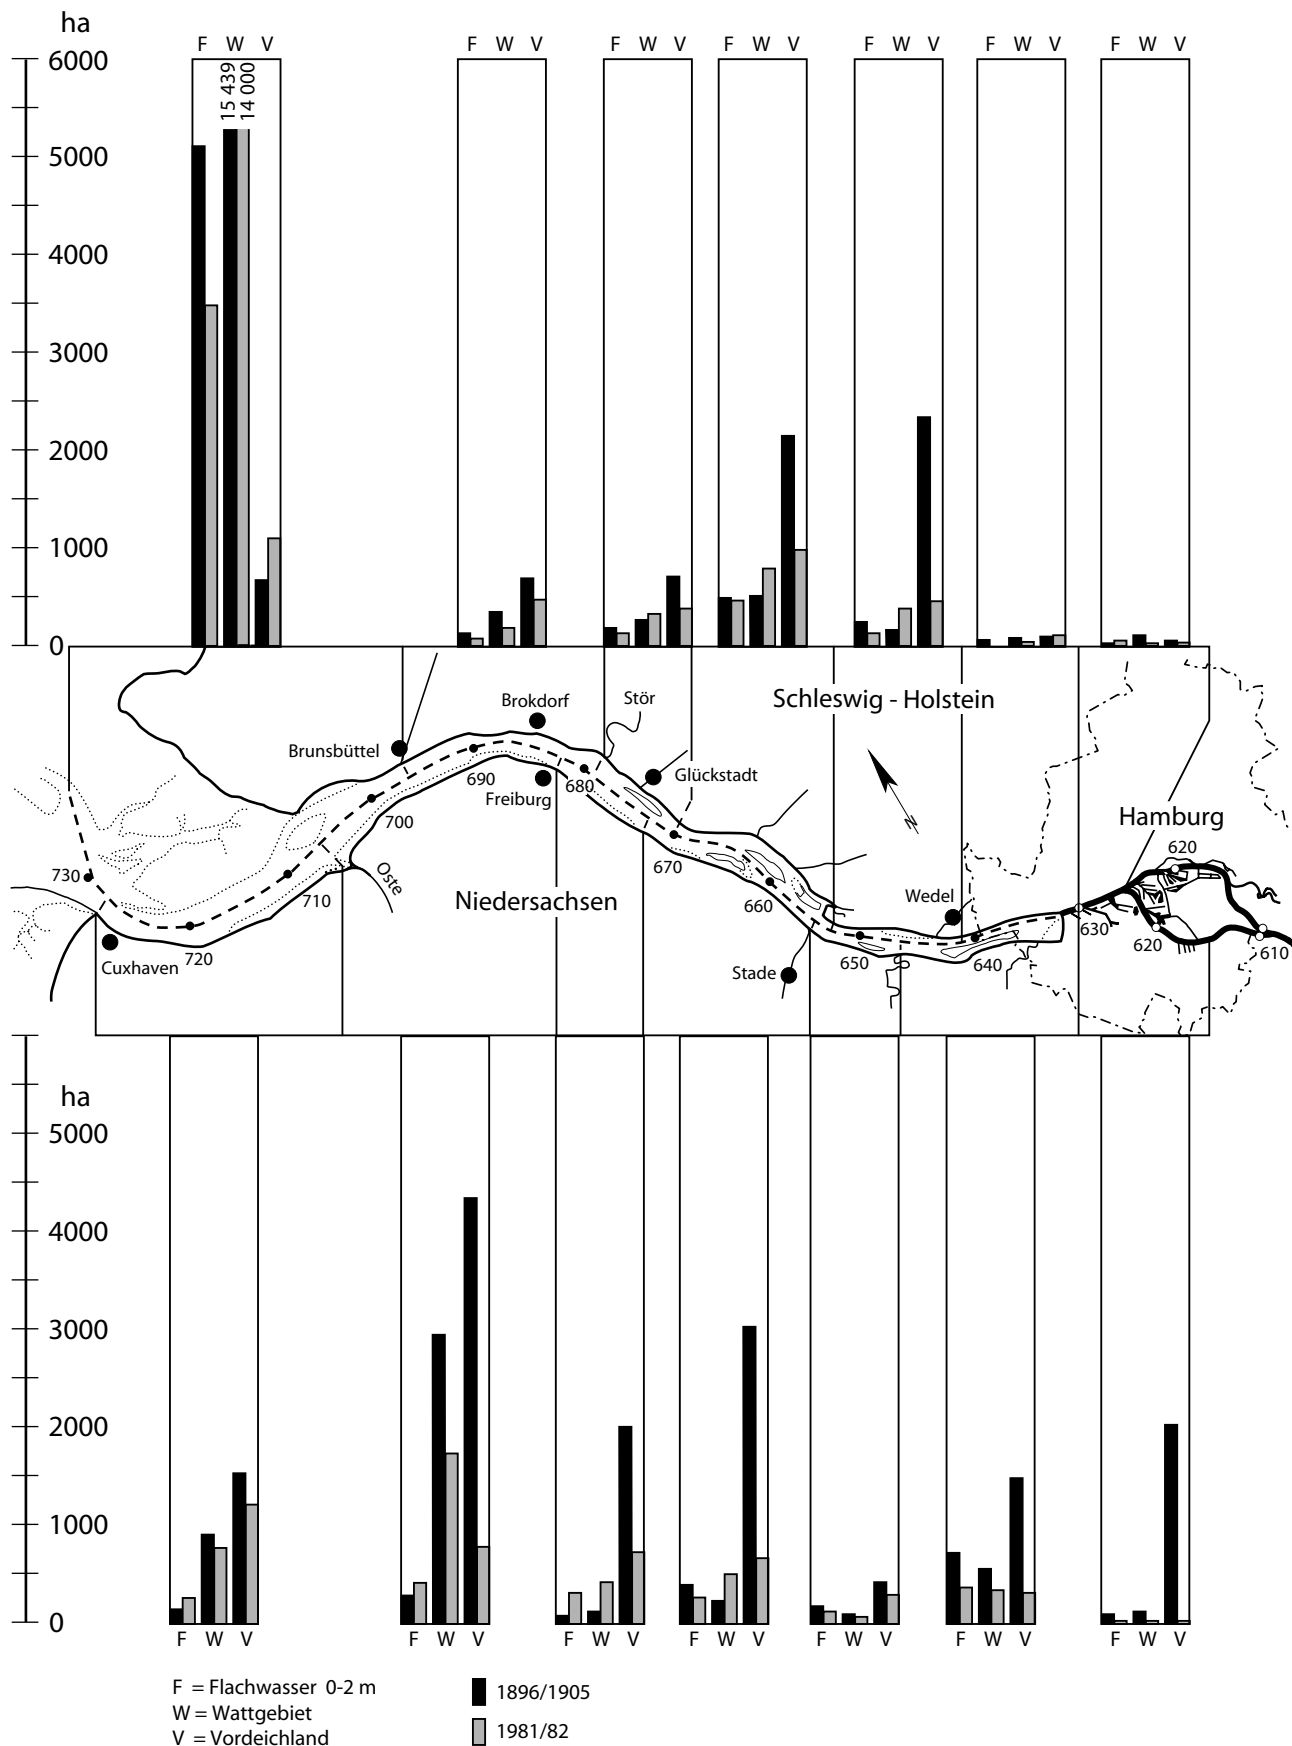 ha
F W V F W V F W V F W V F W V F W V F W V
6000
15 439
14 000
5000
4000
3000
2000
1000
0
Schleswig - Holstein
Brokdorf
Stör
Brunsbüttel
690
680
Freiburg
Glückstadt
700
N
Hamburg
620
670
730
Oste
710
Niedersachsen
660
Wedel
630
620
610
Cuxhaven
720
Stade
650
640
ha
5000
4000
3000
2000
1000
0
F W V F W V F W V F W V F W V F W V F W V
F = Flachwasser 0-2 m
W = Wattgebiet
V = Vordeichland
1896/1905
1981/82